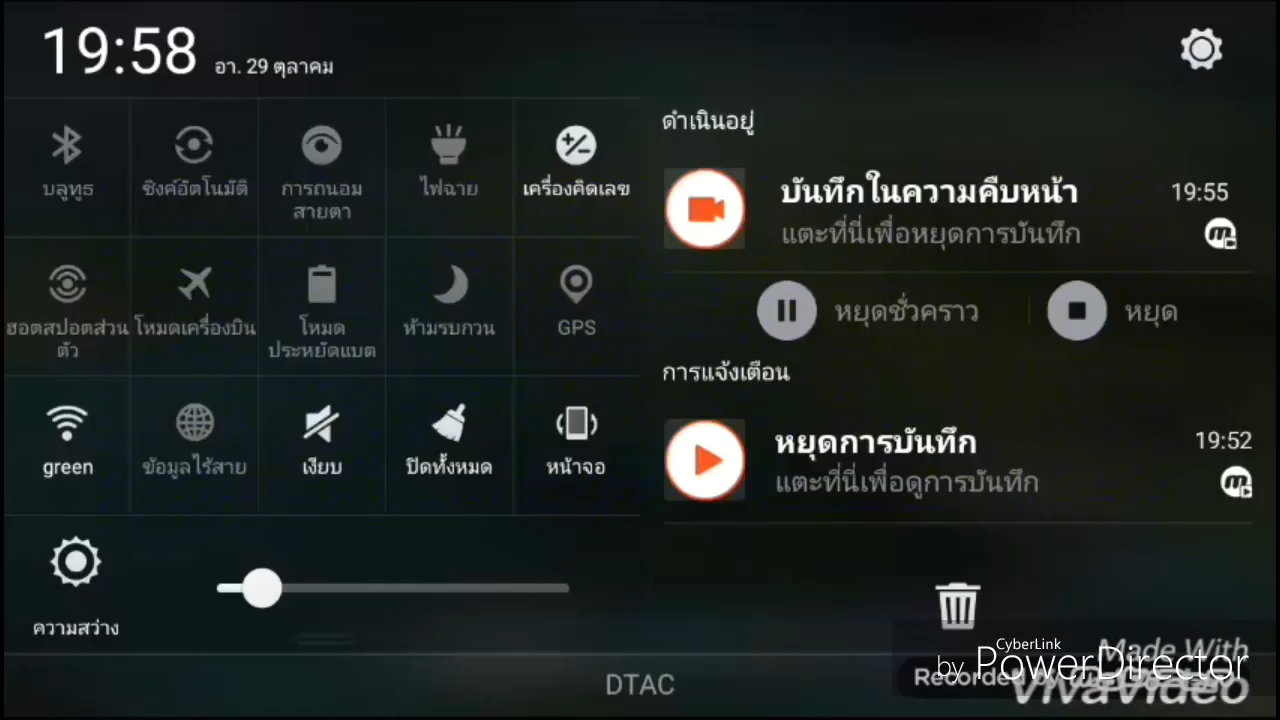 19:58 อา. 29 ตุลาคม
บลูทูธ
ซิงค์อัตโนมัติ
การถนอม
สายตา
ไฟฉาย
เครื่องคิดเลข
ฮอตสปอตส่วน
ตัว
โหมดเครื่องบิน
โหมด
ประหยัดแบต
ห้ามรบกวน
GPS
green
ข้อมูลไร้สาย
เงียบ
ปิดทั้งหมด
หน้าจอ
ความสว่าง
ดำเนินอยู่
บันทึกในความคืบหน้า 19:55
แตะที่นี่เพื่อหยุดการบันทึก
หยุดชั่วคราว หยุด
การแจ้งเตือน
หยุดการบันทึก 19:52
แตะที่นี่เพื่อดูการบันทึก
DTAC
CyberLink
by PowerDirector
Made With
VivaVideo
Recorded